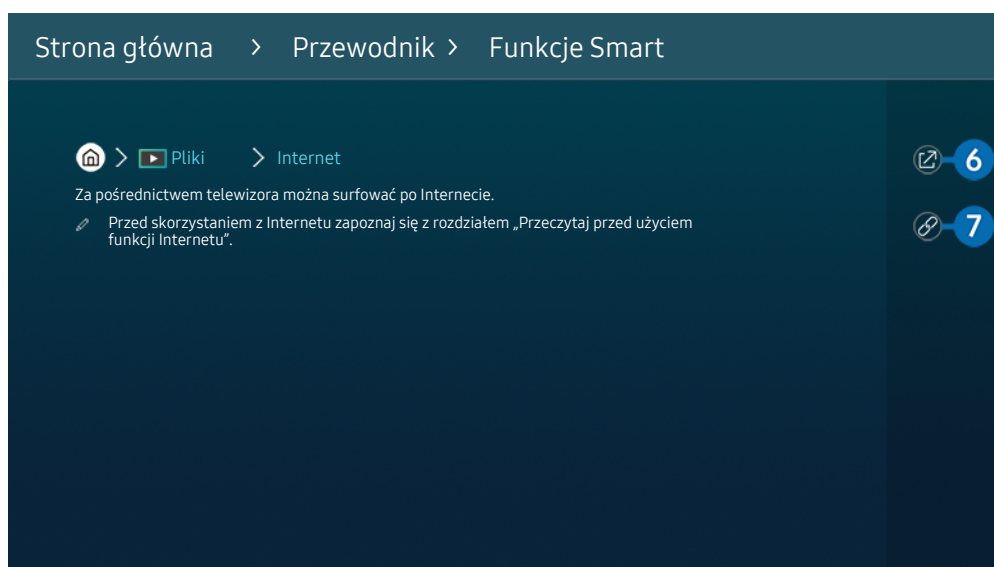 Strona główna > Przewodnik > Funkcje Smart
> Pliki > Internet
6
Za pośrednictwem telewizora można surfować po Internecie.
Przed skorzystaniem z Internetu zapoznaj się z rozdziałem „Przeczytaj przed użyciem
funkcji Internetu”.
7